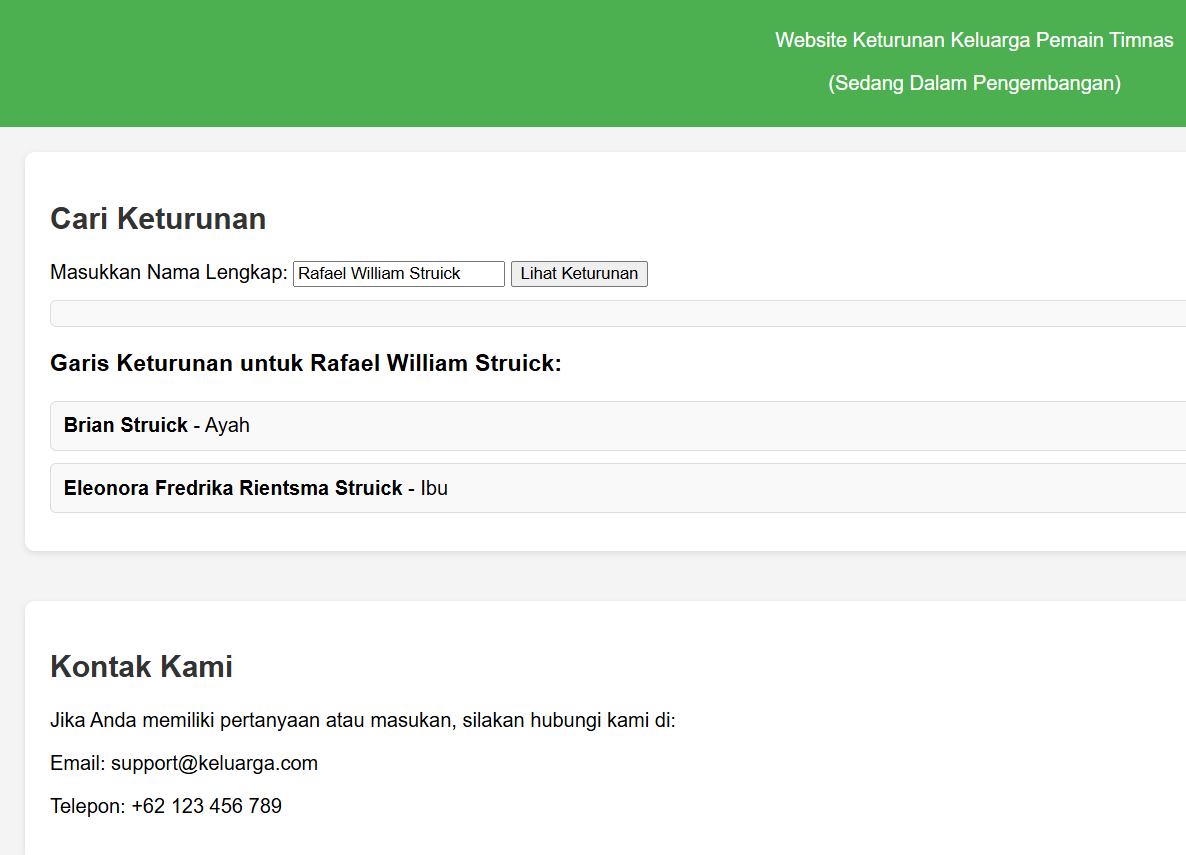 Website Keturunan Keluarga Pemain Timnas
(Sedang Dalam Pengembangan)
Cari Keturunan
Masukkan Nama Lengkap: Rafael William Struick Lihat Keturunan
Garis Keturunan untuk Rafael William Struick:
Brian Struick - Ayah
Eleonora Fredrika Rientsma Struick - Ibu
Kontak Kami
Jika Anda memiliki pertanyaan atau masukan, silakan hubungi kami di:
Email: support@keluarga.com
Telepon: +62 123 456 789